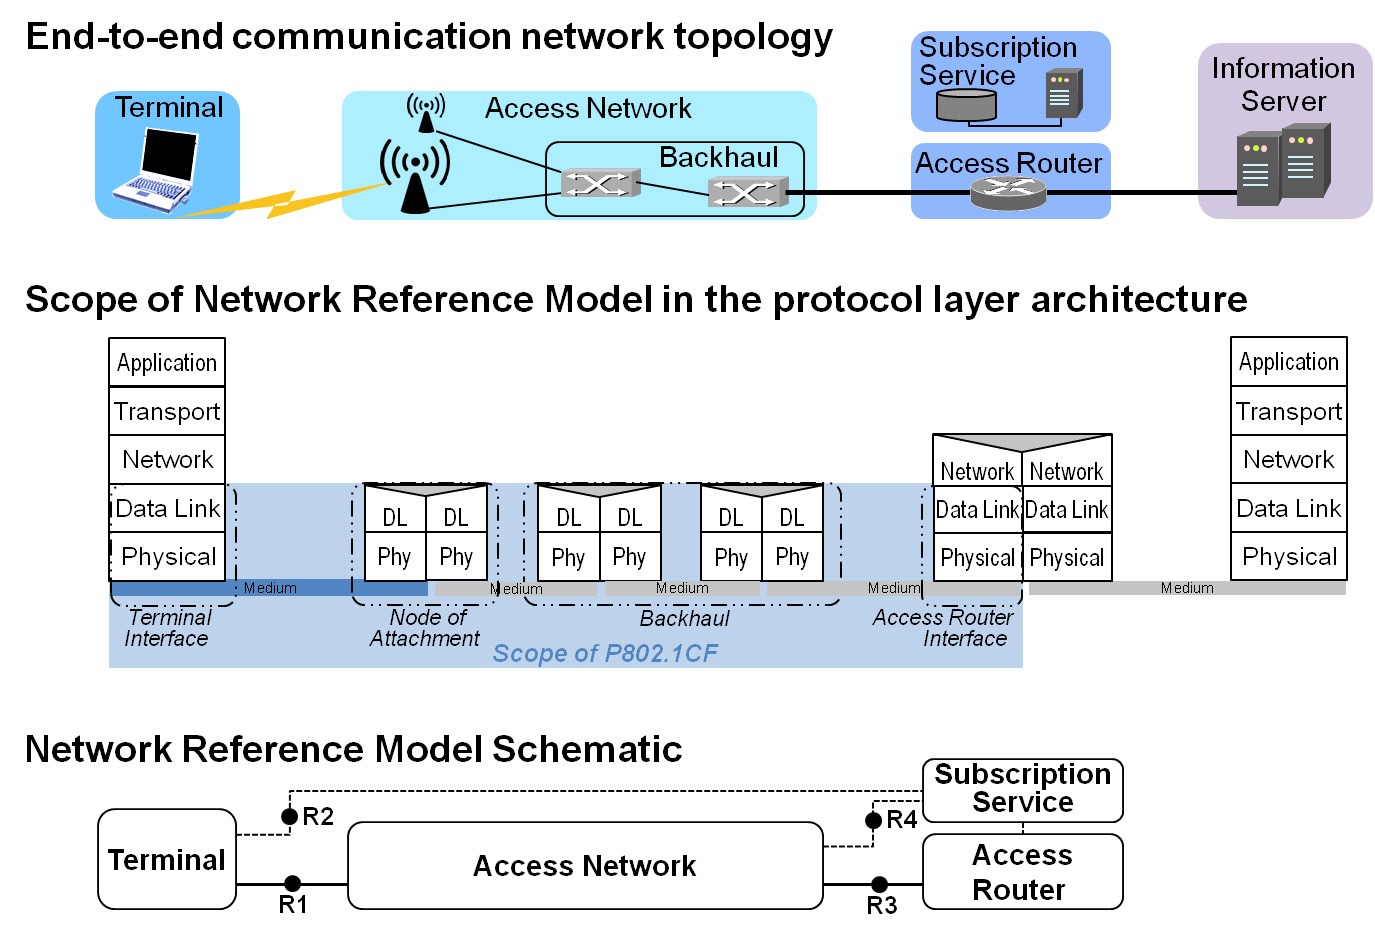 End-to-end communication network topology
Terminal
Access Network
Backhaul
Subscription
Service
Access Router
Information
Server
Scope of Network Reference Model in the protocol layer architecture
Application
Transport
Network
Data Link
Physical
DL DL
Phy Phy
DL DL
Phy Phy
DL DL
Phy Phy
Network Network
Data Link Data Link
Physical Physical
Application
Transport
Network
Data Link
Physical
Medium Medium Medium Medium Medium
Terminal
Interface
Node of
Attachment
Backhaul
Access Router
Interface
Scope of P802.1CF
Network Reference Model Schematic
Terminal
R2
R1
Access Network
R4
R3
Subscription
Service
Access
Router